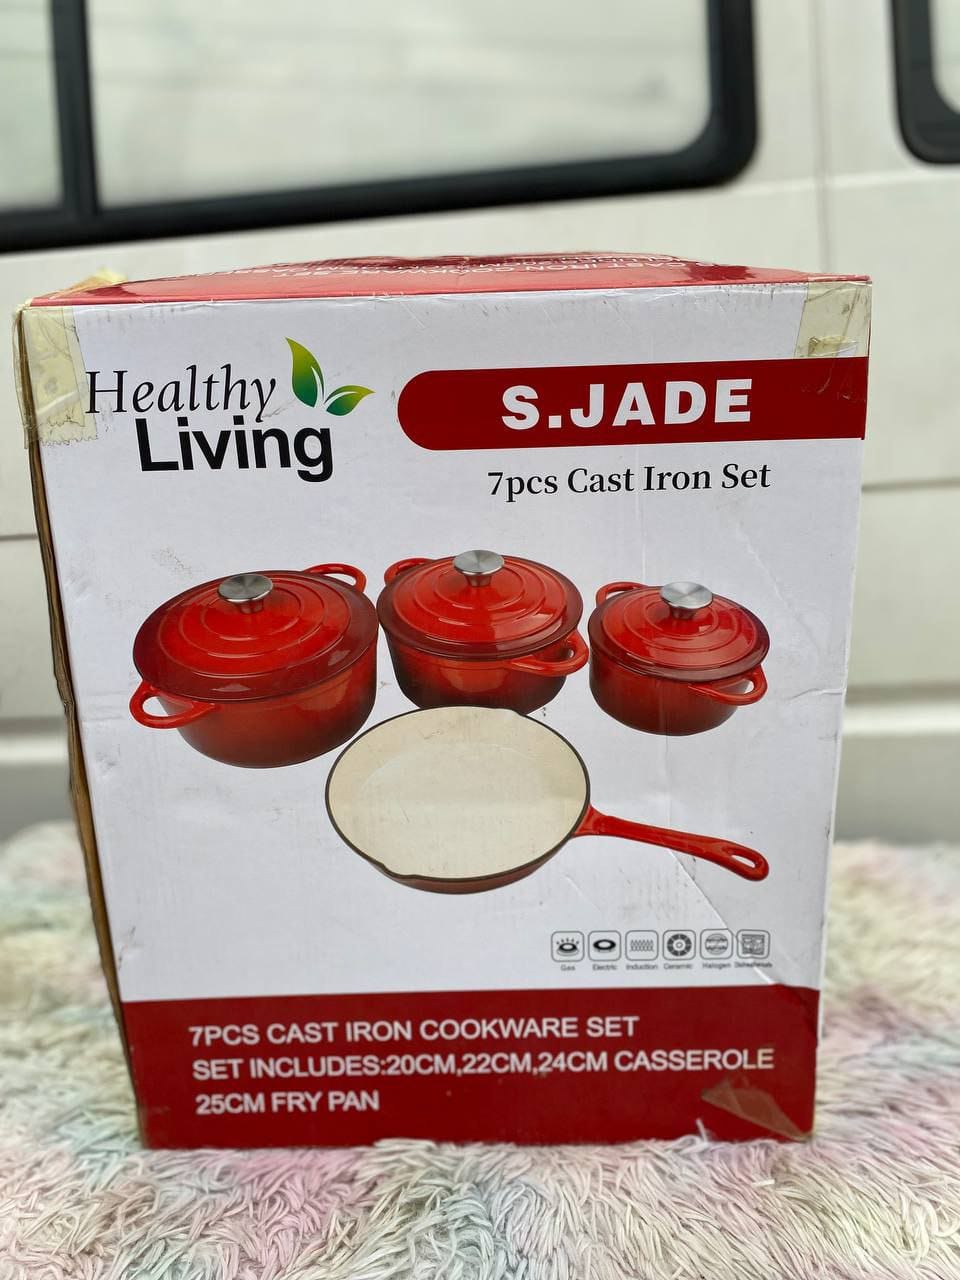 Healthy
Living
S.JADE
7pcs Cast Iron Set
Gas Electric Induction Ceramic Halogen
7PCS CAST IRON COOKWARE SET
SET INCLUDES:20CM,22CM,24CM CASSEROLE
25CM FRY PAN